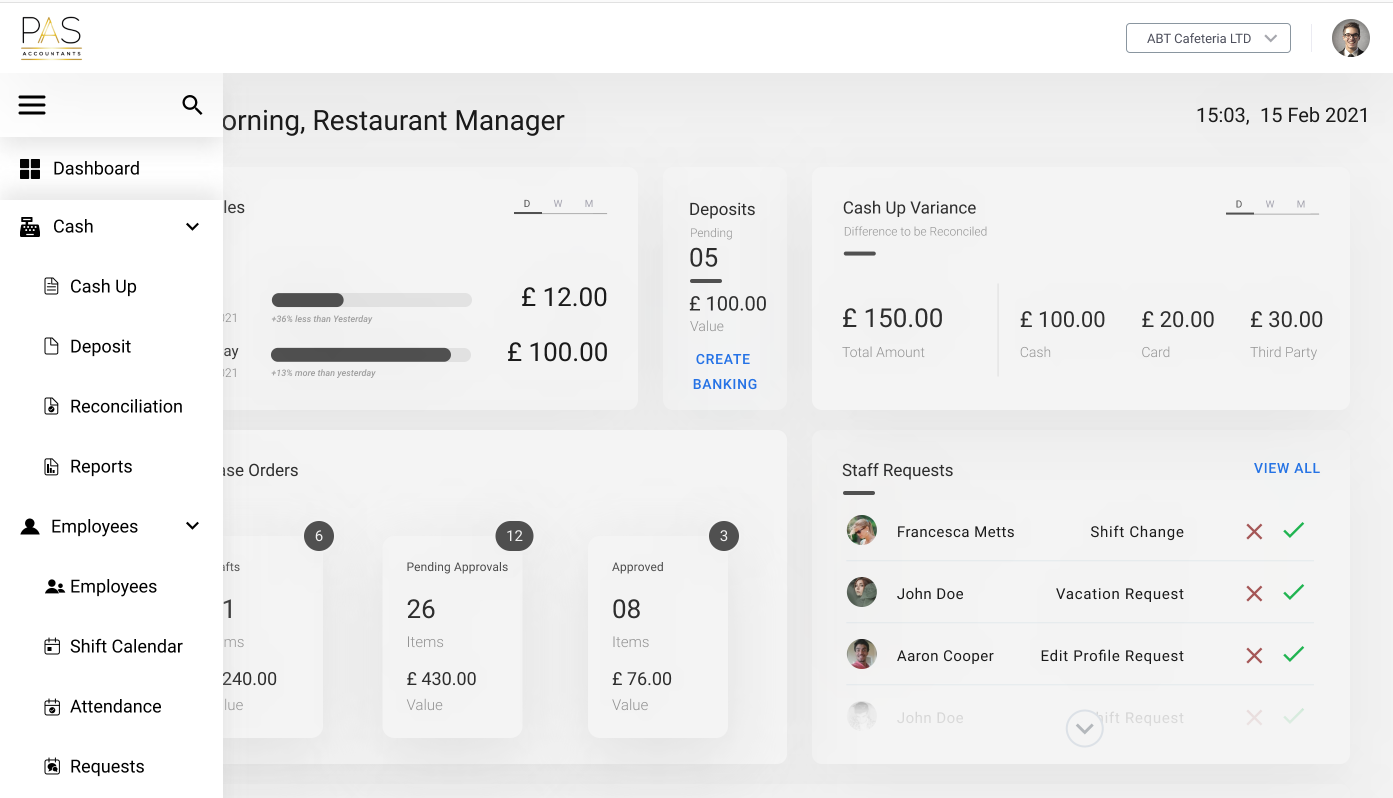 PAS
ACCOUNTANTS
ABT Cafeteria LTD
orning, Restaurant Manager
15:03, 15 Feb 2021
Dashboard
Cash
Cash Up
Deposit
Reconciliation
Reports
Employees
Employees
Shift Calendar
Attendance
Requests
les
D W M
£ 12.00
021
+36% less than Yesterday
ay
£ 100.00
021
+13% more than yesterday
Deposits
Pending
05
£ 100.00
Value
CREATE
BANKING
Cash Up Variance
D W M
Difference to be Reconciled
£ 150.00
Total Amount
£ 100.00
Cash
£ 20.00
Card
£ 30.00
Third Party
ase Orders
6
afts
1
ms
240.00
lue
12
Pending Approvals
26
Items
£ 430.00
Value
3
Approved
08
Items
£ 76.00
Value
Staff Requests
VIEW ALL
Francesca Metts Shift Change
John Doe Vacation Request
Aaron Cooper Edit Profile Request
John Doe Shift Request